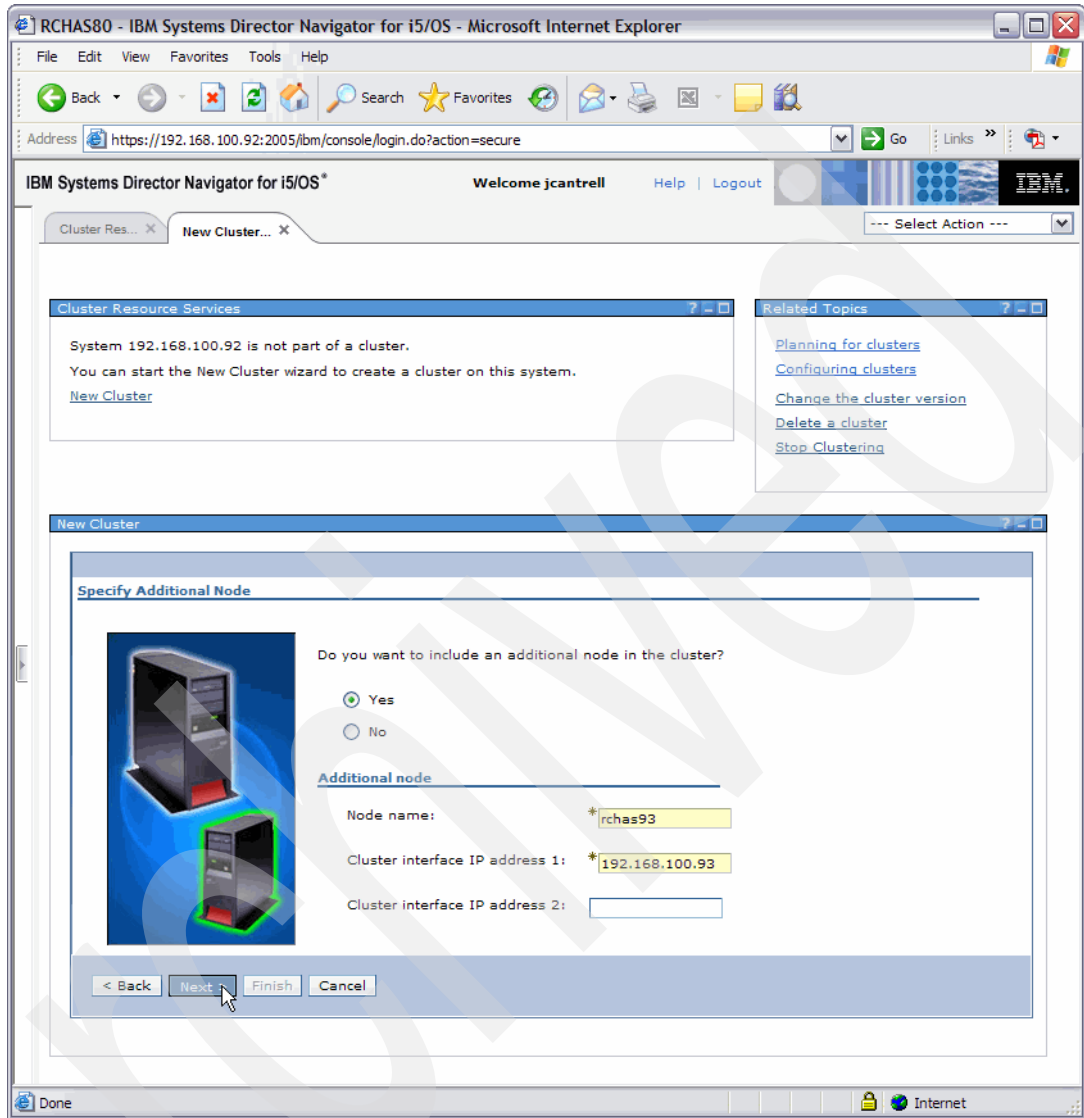 RCHAS80 - IBM Systems Director Navigator for i5/OS - Microsoft Internet Explorer
File Edit View Favorites Tools Help
Back Search Favorites
Address https://192.168.100.92:2005/ibm/console/login.do?action=secure Go Links »
IBM Systems Director Navigator for i5/OS® Welcome jcantrell Help | Logout IBM.
Cluster Res... × New Cluster... × --- Select Action ---
Cluster Resource Services ?
Related Topics ?
System 192.168.100.92 is not part of a cluster.
You can start the New Cluster wizard to create a cluster on this system.
New Cluster
Planning for clusters
Configuring clusters
Change the cluster version
Delete a cluster
Stop Clustering
New Cluster ?
Specify Additional Node
Do you want to include an additional node in the cluster?
Yes
No
Additional node
Node name: *rchas93
Cluster interface IP address 1: *192.168.100.93
Cluster interface IP address 2:
< Back Next > Finish Cancel
Done Internet